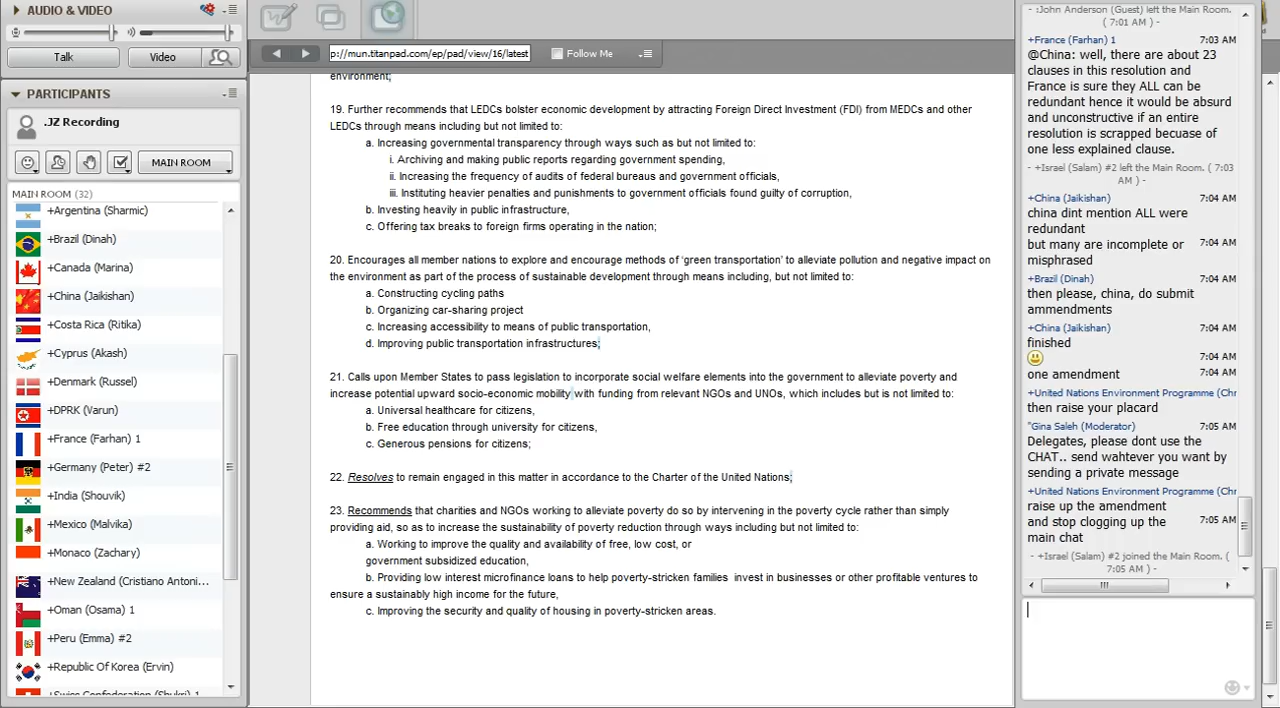 AUDIO & VIDEO
Talk
Video
PARTICIPANTS
.JZ Recording
MAIN ROOM
MAIN ROOM (32)
+Argentina (Sharmic)
+Brazil (Dinah)
+Canada (Marina)
+China (Jaikishan)
+Costa Rica (Ritika)
+Cyprus (Akash)
+Denmark (Russel)
+DPRK (Varun)
+France (Farhan) 1
+Germany (Peter) #2
+India (Shouvik)
+Mexico (Malvika)
+Monaco (Zachary)
+New Zealand (Cristiano Antoni...
+Oman (Osama) 1
+Peru (Emma) #2
+Republic Of Korea (Ervin)
+Swiss Confederation (Shukri) 1
p://mun.titanpad.com/ep/pad/view/16/latest
Follow Me
environment;
19. Further recommends that LEDCs bolster economic development by attracting Foreign Direct Investment (FDI) from MEDCs and other
LEDCs through means including but not limited to:
a. Increasing governmental transparency through ways such as but not limited to:
i. Archiving and making public reports regarding government spending,
ii. Increasing the frequency of audits of federal bureaus and government officials,
iii. Instituting heavier penalties and punishments to government officials found guilty of corruption,
b. Investing heavily in public infrastructure,
c. Offering tax breaks to foreign firms operating in the nation;
20. Encourages all member nations to explore and encourage methods of ‘green transportation’ to alleviate pollution and negative impact on
the environment as part of the process of sustainable development through means including, but not limited to:
a. Constructing cycling paths
b. Organizing car-sharing project
c. Increasing accessibility to means of public transportation,
d. Improving public transportation infrastructures;
21. Calls upon Member States to pass legislation to incorporate social welfare elements into the government to alleviate poverty and
increase potential upward socio-economic mobility with funding from relevant NGOs and UNOs, which includes but is not limited to:
a. Universal healthcare for citizens,
b. Free education through university for citizens,
c. Generous pensions for citizens;
22. Resolves to remain engaged in this matter in accordance to the Charter of the United Nations;
23. Recommends that charities and NGOs working to alleviate poverty do so by intervening in the poverty cycle rather than simply
providing aid, so as to increase the sustainability of poverty reduction through ways including but not limited to:
a. Working to improve the quality and availability of free, low cost, or
government subsidized education,
b. Providing low interest microfinance loans to help poverty-stricken families invest in businesses or other profitable ventures to
ensure a sustainably high income for the future,
c. Improving the security and quality of housing in poverty-stricken areas.
- :John Anderson (Guest) left the Main Room.
( 7:01 AM ) -
+France (Farhan) 1 7:03 AM
@China: well, there are about 23
clauses in this resolution and
France is sure they ALL can be
redundant hence it would be absurd
and unconstructive if an entire
resolution is scrapped becuase of
one less explained clause.
- +Israel (Salam) #2 left the Main Room. ( 7:03
AM ) -
+China (Jaikishan) 7:04 AM
china dint mention ALL were
redundant
but many are incomplete or 7:04 AM
misphrased
+Brazil (Dinah) 7:04 AM
then please, china, do submit
ammendments
+China (Jaikishan) 7:04 AM
finished
7:04 AM
one amendment 7:04 AM
+United Nations Environment Programme (Chr
then raise your placard
"Gina Saleh (Moderator) 7:05 AM
Delegates, please dont use the
CHAT.. send wahtever you want by
sending a private message
+United Nations Environment Programme (Chr
raise up the amendment
and stop clogging up the 7:05 AM
main chat
- +Israel (Salam) #2 joined the Main Room. (
7:05 AM ) -